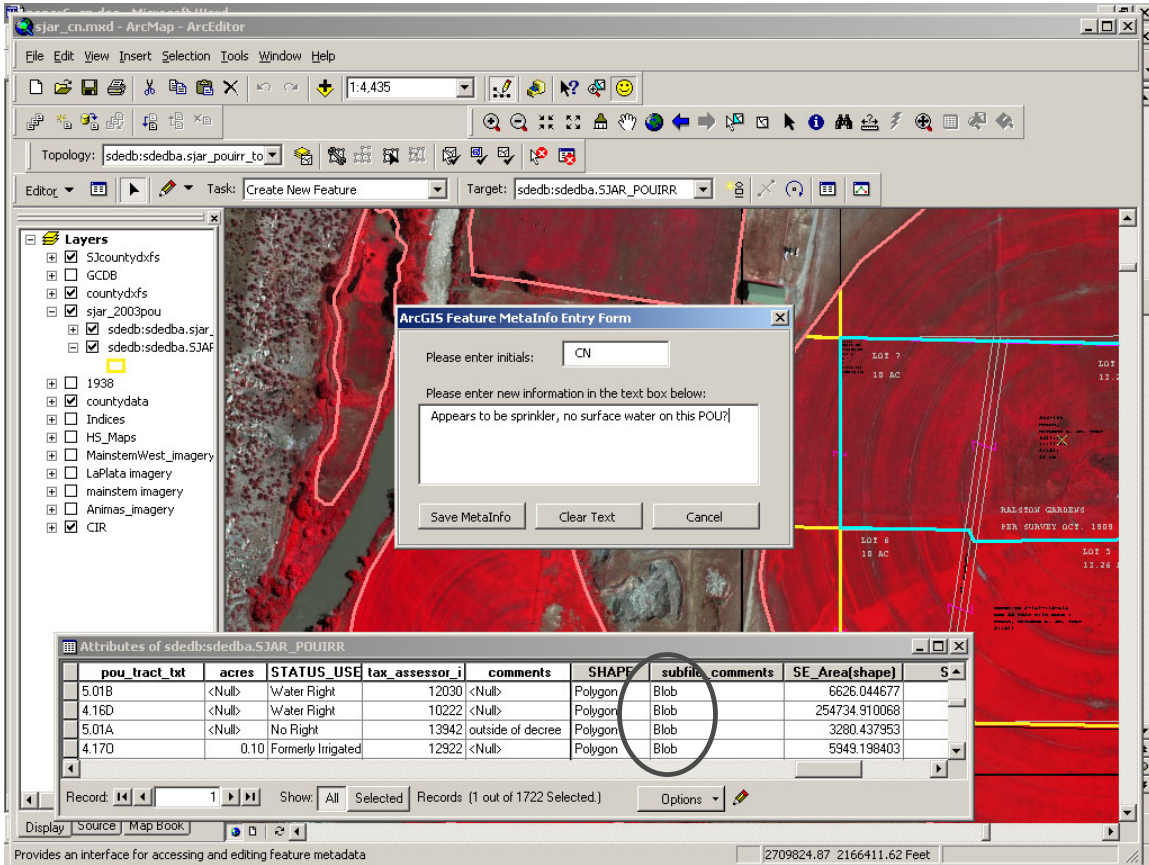 sjar_cn.mxd - ArcMap - ArcEditor
File Edit View Insert Selection Tools Window Help
1:4,435
Topology: sdedb:sdedba.sjar_pouirr_to
Editor Task: Create New Feature Target: sdedb:sdedba.SJAR_POUIRR
Layers
SJcountydxfs
GCDB
countydxfs
sjar_2003pou
sdedb:sdedba.sjar_
sdedb:sdedba.SJAR
1938
countydata
Indices
HS_Maps
MainstemWest_imagery
LaPlata imagery
mainstem imagery
Animas_imagery
CIR
ArcGIS Feature MetaInfo Entry Form
Please enter initials: CN
Please enter new information in the text box below:
Appears to be sprinkler, no surface water on this POU?
Save MetaInfo Clear Text Cancel
LOT 7
10 AC
LOT
13.2
RALSTON GARDENS
PER SURVEY OCT. 1909
LOT 6
10 AC
LOT 5
13.26
Attributes of sdedb:sdedba.SJAR_POUIRR
pou_tract_txt acres STATUS_USE tax_assessor_i comments SHAPE subfile_comments SE_Area(shape) S
5.01B <Null> Water Right 12030 <Null> Polygon Blob 6626.044677
4.16D <Null> Water Right 10222 <Null> Polygon Blob 254734.910068
5.01A <Null> No Right 13942 outside of decree Polygon Blob 3280.437953
4.17O 0.10 Formerly Irrigated 12922 <Null> Polygon Blob 5949.198403
Record: 1 Show: All Selected Records (1 out of 1722 Selected.) Options
Display Source Map Book
Provides an interface for accessing and editing feature metadata
2709824.87 2166411.62 Feet